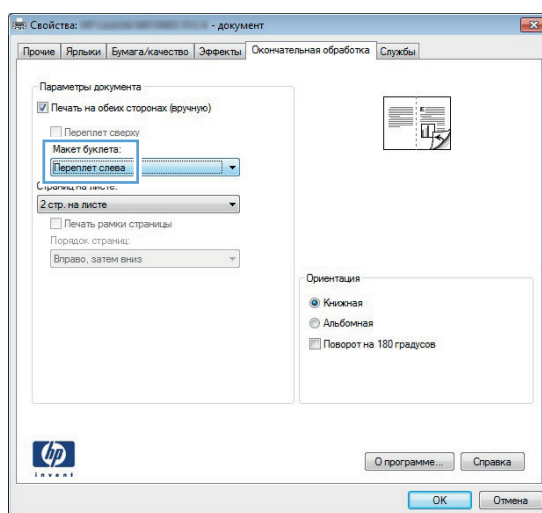 Свойства: - документ
Прочие Ярлыки Бумага/качество Эффекты Окончательная обработка Службы
Параметры документа
Печать на обеих сторонах (вручную)
Переплет сверху
Макет буклета:
Переплет слева
Страниц на листе:
2 стр. на листе
Печать рамки страницы
Порядок страниц:
Вправо, затем вниз
Ориентация
Книжная
Альбомная
Поворот на 180 градусов
hp
invent
О программе... Справка
OK Отмена